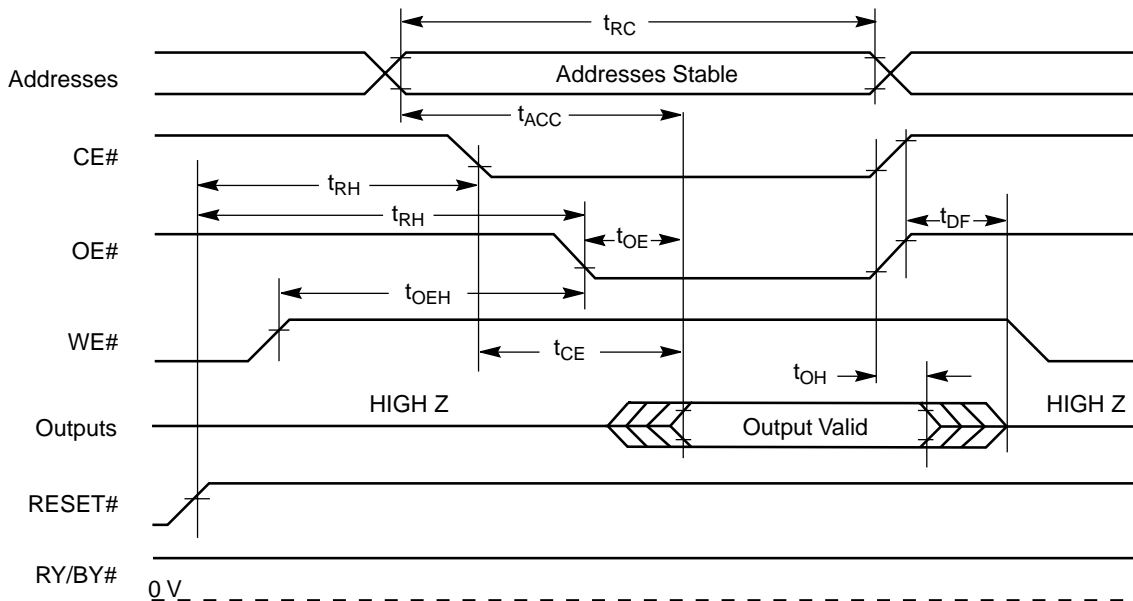 tRC
Addresses
Addresses Stable
tACC
CE#
tRH
tRH
tDF
OE#
tOE
tOEH
WE#
tCE
tOH
HIGH Z
HIGH Z
Outputs
Output Valid
RESET#
RY/BY#
0 V